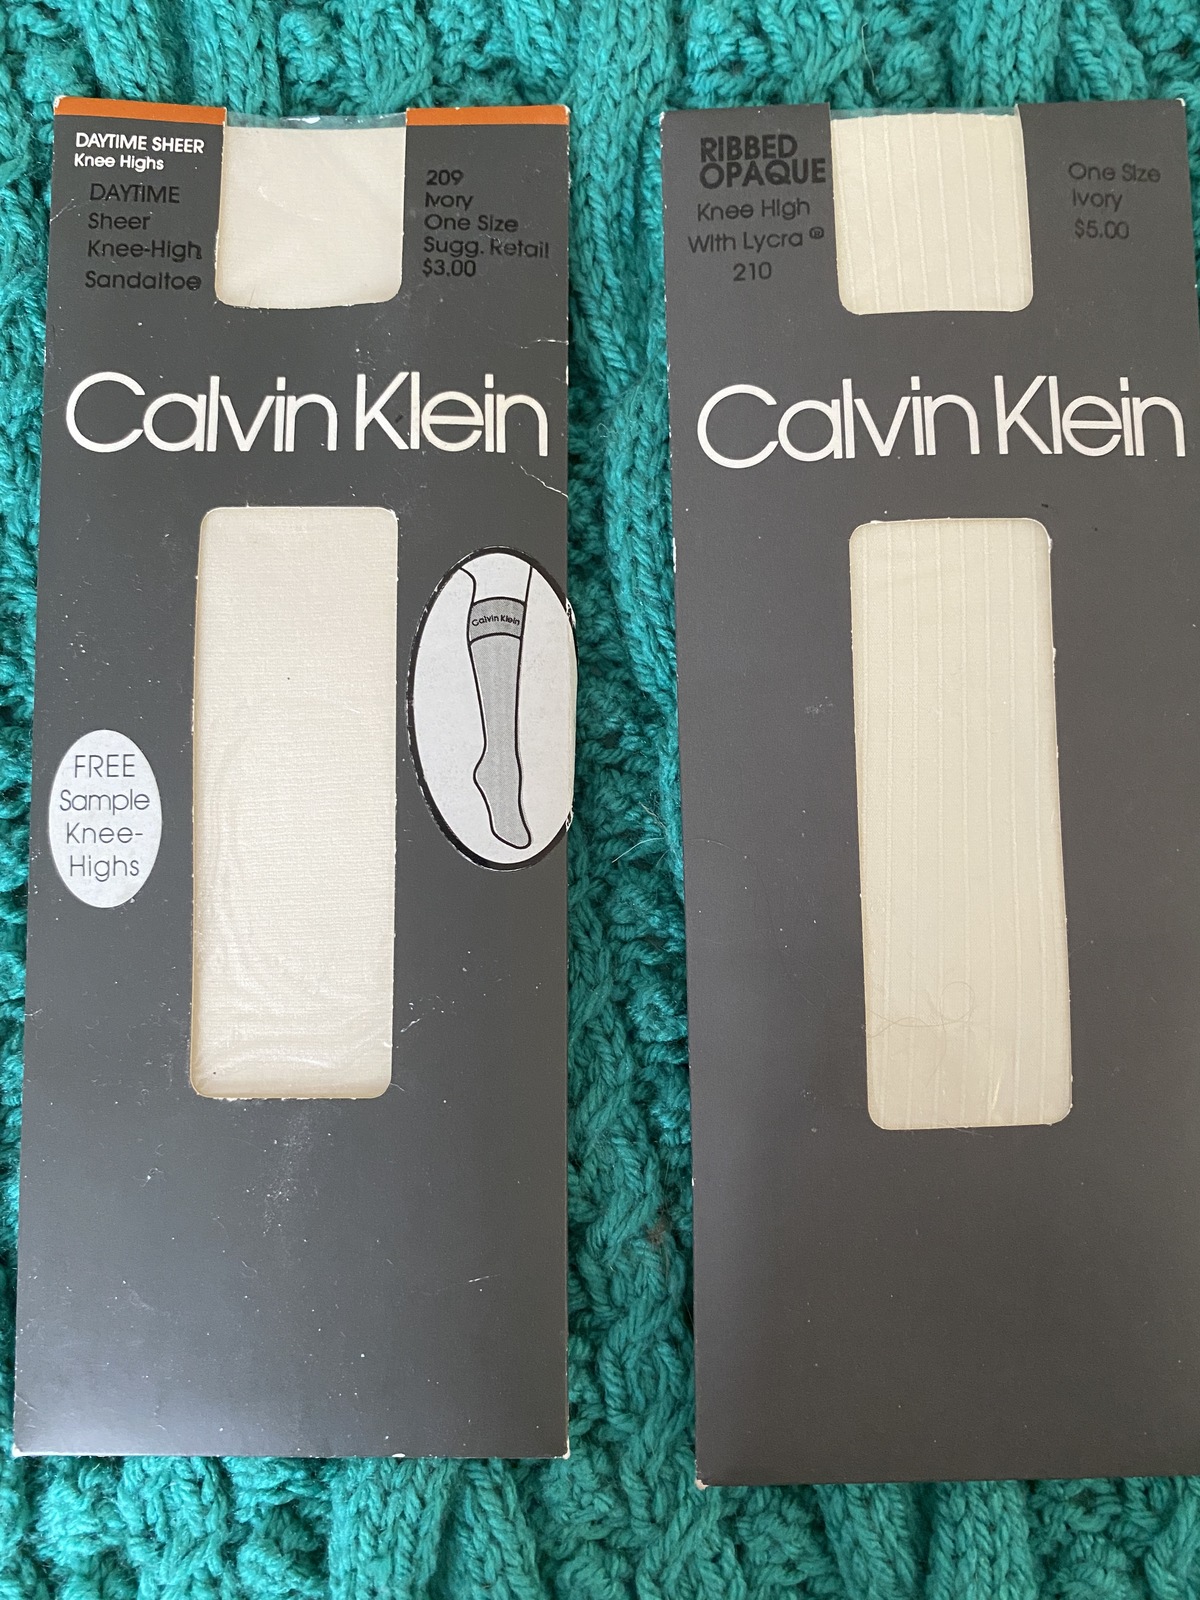 DAYTIME SHEER
Knee Highs
DAYTIME
Sheer
Knee-High
Sandaltoe
209
Ivory
One Size
Sugg. Retail
$3.00
Calvin Klein
Calvin Klein
FREE
Sample
Knee-
Highs
RIBBED
OPAQUE
Knee High
With Lycra ®
210
One Size
Ivory
$5.00
Calvin Klein